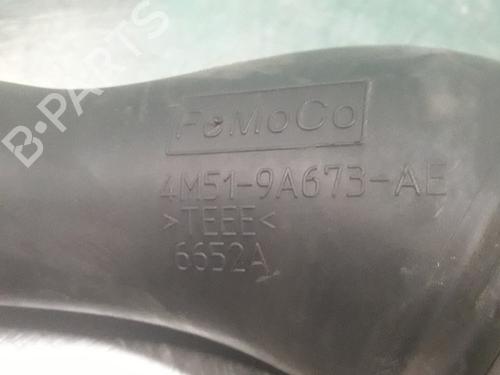 B-PARTS
FoMoCo
4M51-9A673-AE
>TEEE<
6652A